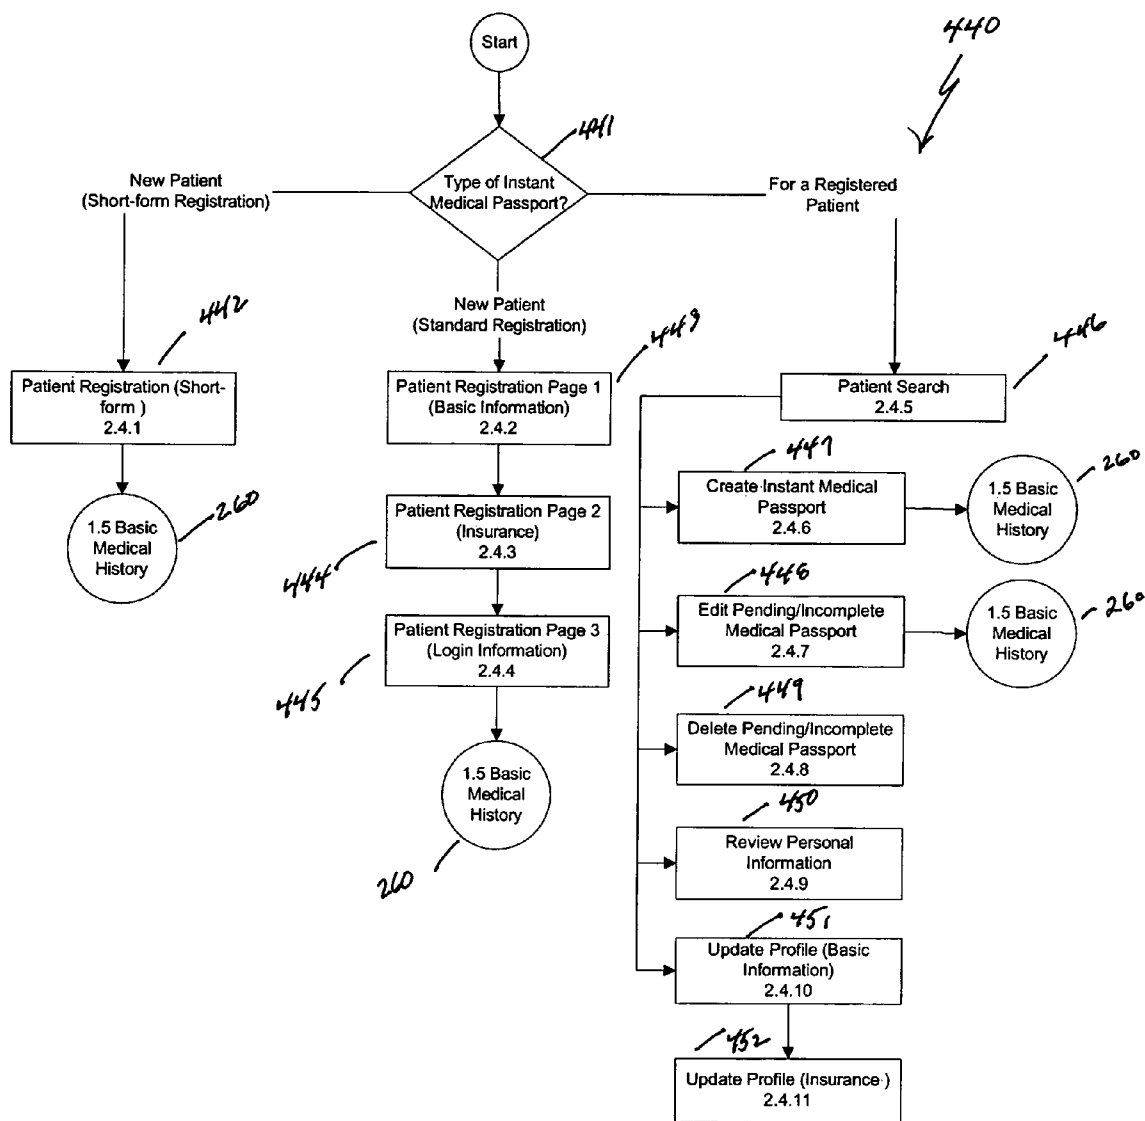 Start
440
441
Type of Instant
Medical Passport?
New Patient
(Short-form Registration)
For a Registered
Patient
New Patient
(Standard Registration)
442
Patient Registration (Short-
form )
2.4.1
260
1.5 Basic
Medical
History
443
Patient Registration Page 1
(Basic Information)
2.4.2
444
Patient Registration Page 2
(Insurance)
2.4.3
445
Patient Registration Page 3
(Login Information)
2.4.4
1.5 Basic
Medical
History
260
446
Patient Search
2.4.5
447
Create Instant Medical
Passport
2.4.6
260
1.5 Basic
Medical
History
448
Edit Pending/Incomplete
Medical Passport
2.4.7
260
1.5 Basic
Medical
History
449
Delete Pending/Incomplete
Medical Passport
2.4.8
450
Review Personal
Information
2.4.9
451
Update Profile (Basic
Information)
2.4.10
452
Update Profile (Insurance )
2.4.11